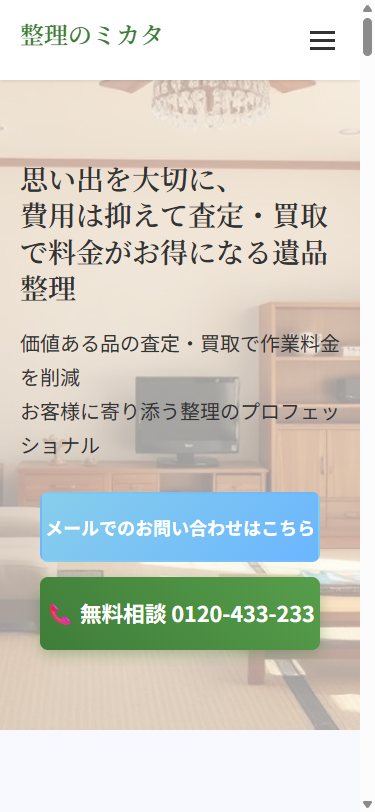 整理のミカタ
思い出を大切に、
費用は抑えて査定・買取
で料金がお得になる遺品
整理
価値ある品の査定・買取で作業料金
を削減
お客様に寄り添う整理のプロフェッ
ショナル
メールでのお問い合わせはこちら
無料相談 0120-433-233